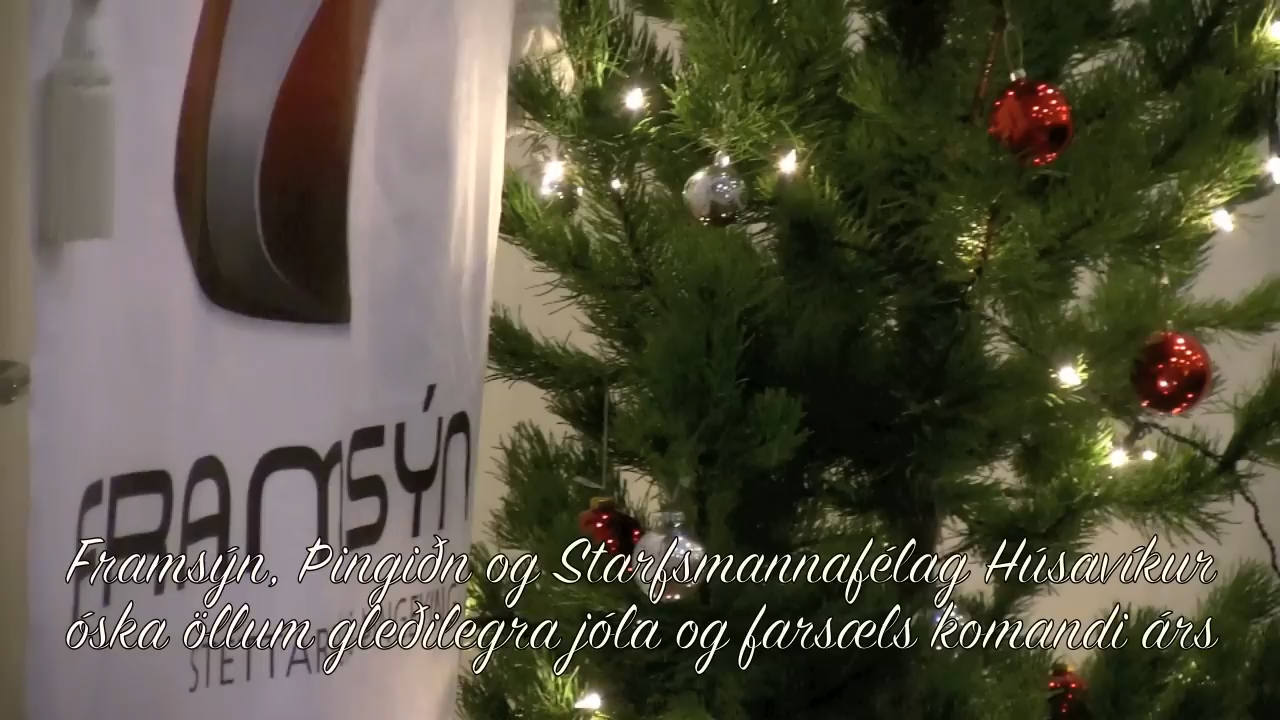 FRAMSÝN
Framsýn, Þingiðn og Starfsmannafélag Húsavíkur
óska öllum gleðilegra jóla og farsæls komandi árs